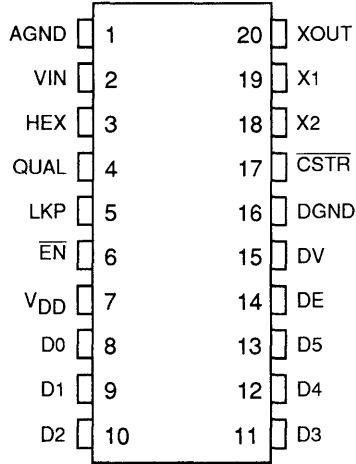 AGND 1 20 XOUT
VIN 2 19 X1
HEX 3 18 X2
QUAL 4 17 C̅S̅T̅R̅
LKP 5 16 DGND
E̅N̅ 6 15 DV
VDD 7 14 DE
D0 8 13 D5
D1 9 12 D4
D2 10 11 D3